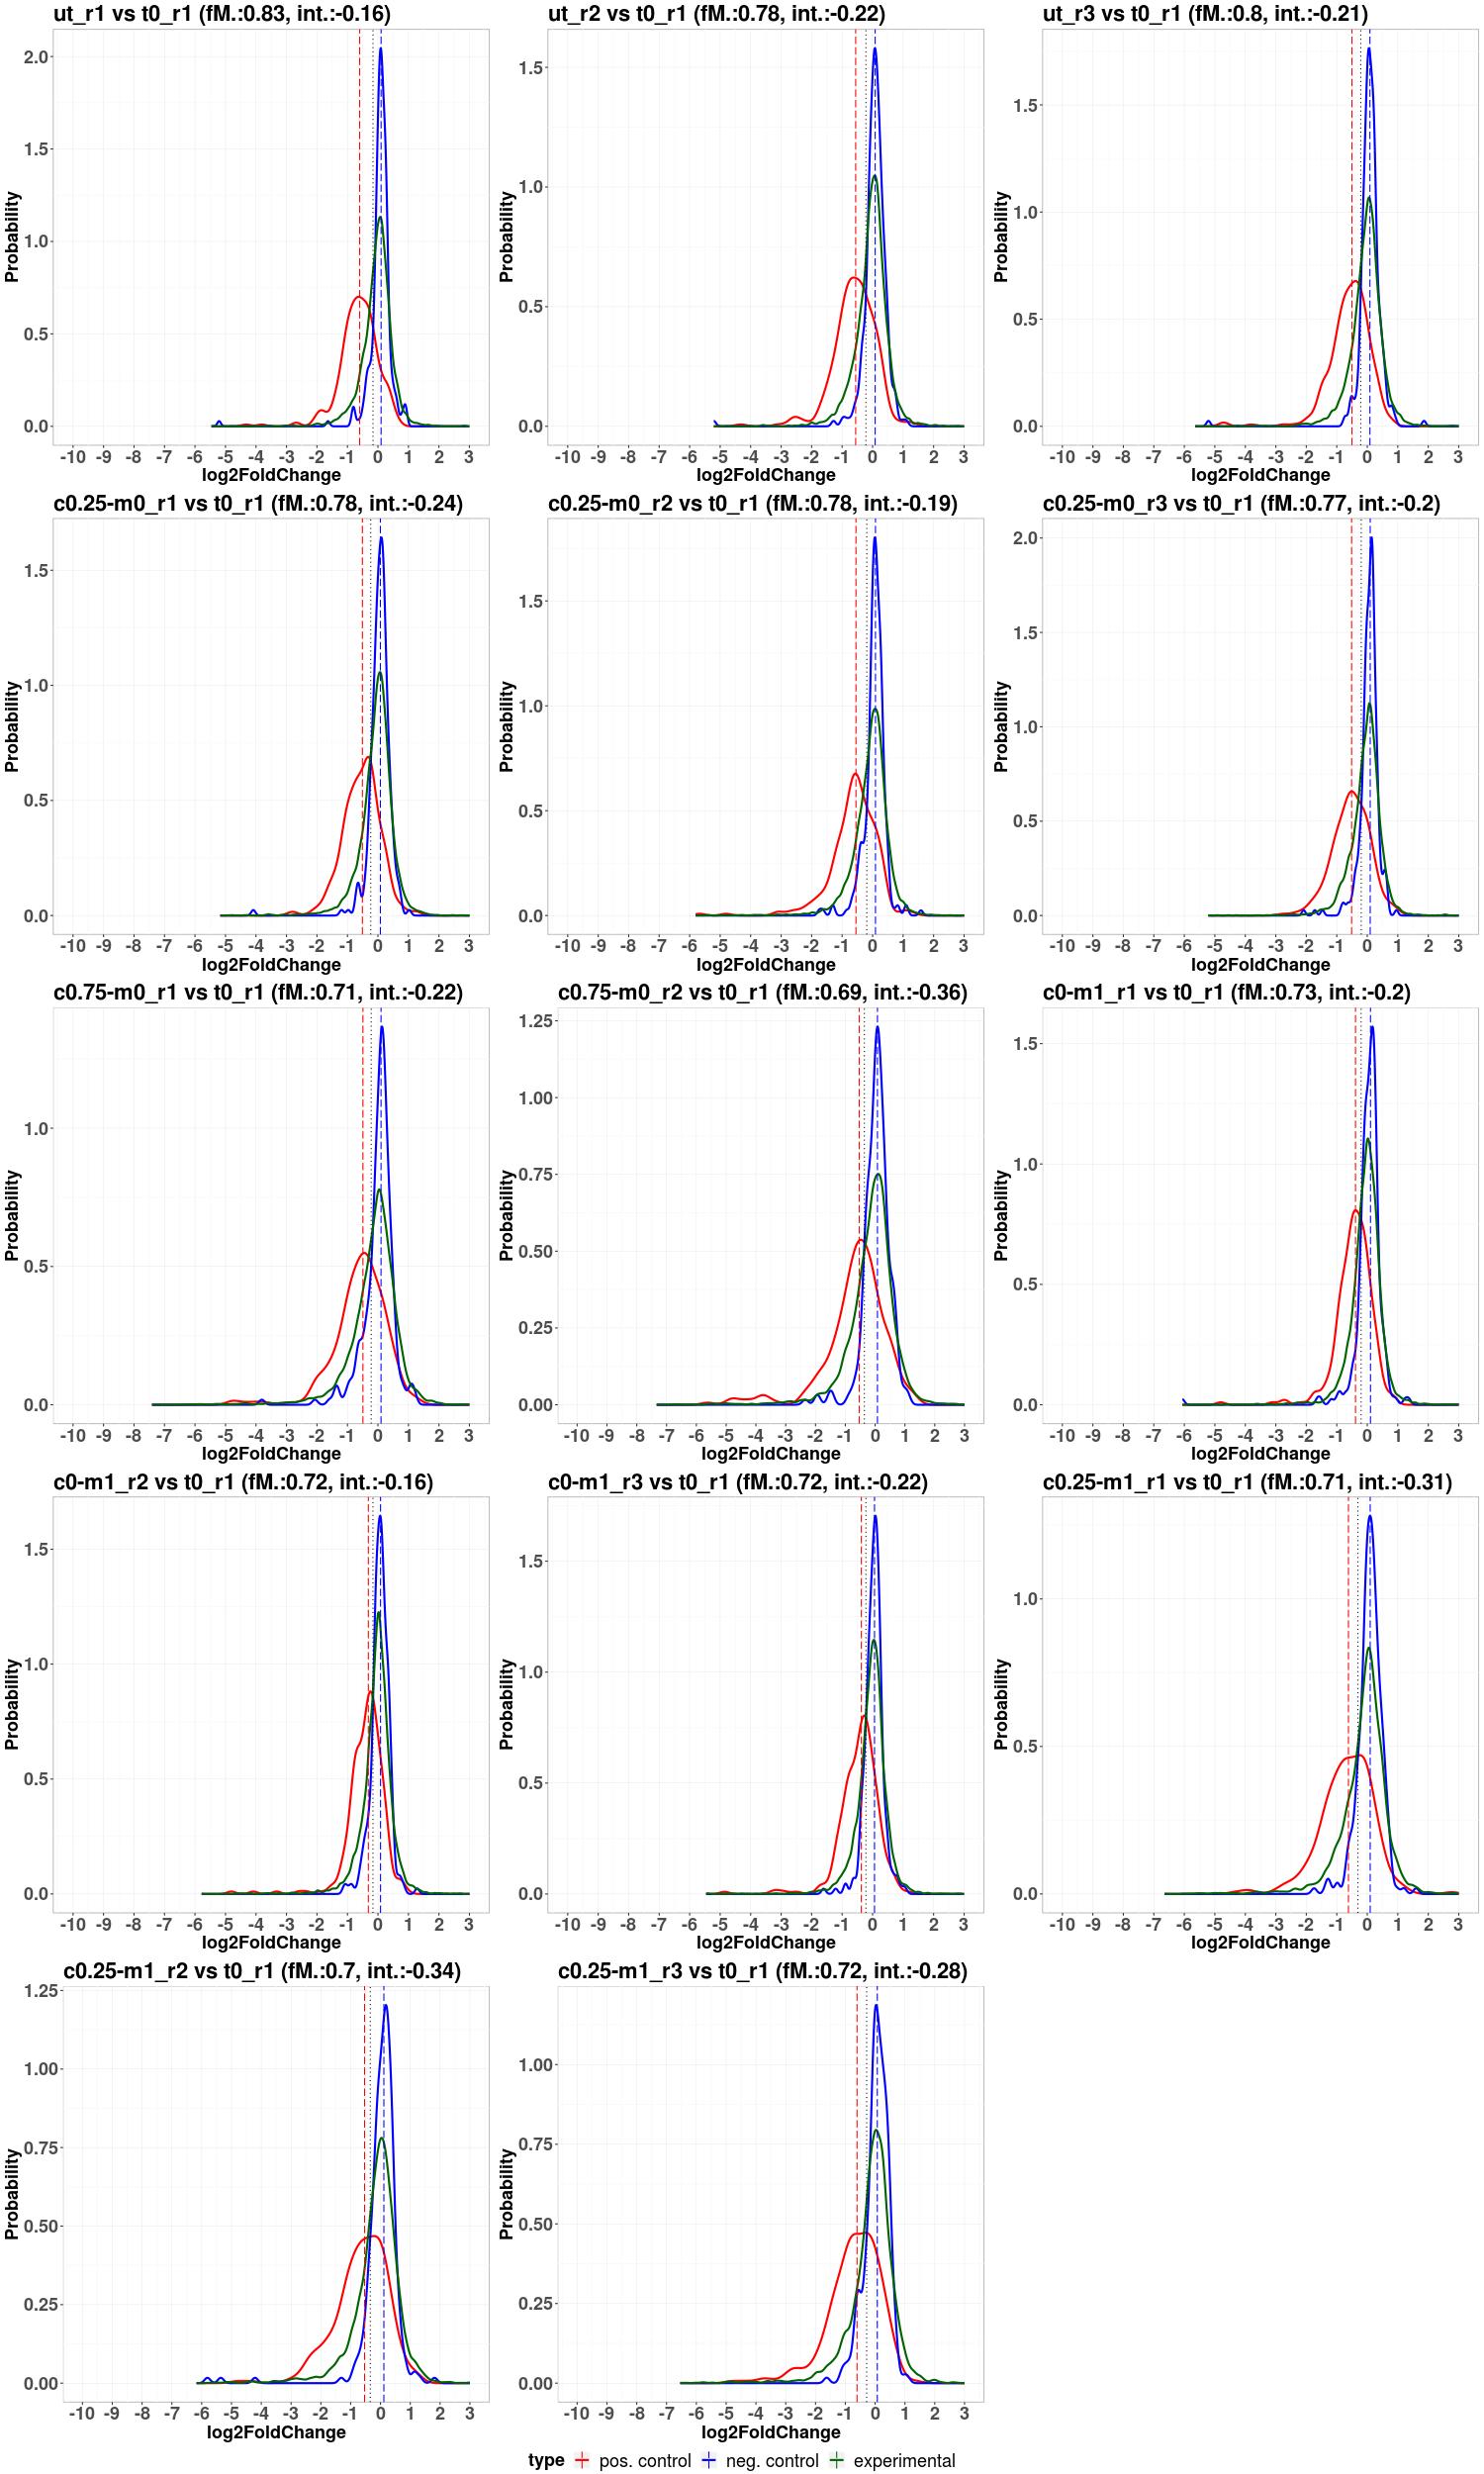 ut_r1 vs t0_r1 (fM.:0.83, int.:-0.16)
Probability
2.0
1.5
1.0
0.5
0.0
-10 -9 -8 -7 -6 -5 -4 -3 -2 -1 0 1 2 3
log2FoldChange
ut_r2 vs t0_r1 (fM.:0.78, int.:-0.22)
Probability
1.5
1.0
0.5
0.0
-10 -9 -8 -7 -6 -5 -4 -3 -2 -1 0 1 2 3
log2FoldChange
ut_r3 vs t0_r1 (fM.:0.8, int.:-0.21)
Probability
1.5
1.0
0.5
0.0
-10 -9 -8 -7 -6 -5 -4 -3 -2 -1 0 1 2 3
log2FoldChange
c0.25-m0_r1 vs t0_r1 (fM.:0.78, int.:-0.24)
Probability
1.5
1.0
0.5
0.0
-10 -9 -8 -7 -6 -5 -4 -3 -2 -1 0 1 2 3
log2FoldChange
c0.25-m0_r2 vs t0_r1 (fM.:0.78, int.:-0.19)
Probability
1.5
1.0
0.5
0.0
-10 -9 -8 -7 -6 -5 -4 -3 -2 -1 0 1 2 3
log2FoldChange
c0.25-m0_r3 vs t0_r1 (fM.:0.77, int.:-0.2)
Probability
2.0
1.5
1.0
0.5
0.0
-10 -9 -8 -7 -6 -5 -4 -3 -2 -1 0 1 2 3
log2FoldChange
c0.75-m0_r1 vs t0_r1 (fM.:0.71, int.:-0.22)
Probability
1.0
0.5
0.0
-10 -9 -8 -7 -6 -5 -4 -3 -2 -1 0 1 2 3
log2FoldChange
c0.75-m0_r2 vs t0_r1 (fM.:0.69, int.:-0.36)
Probability
1.25
1.00
0.75
0.50
0.25
0.00
-10 -9 -8 -7 -6 -5 -4 -3 -2 -1 0 1 2 3
log2FoldChange
c0-m1_r1 vs t0_r1 (fM.:0.73, int.:-0.2)
Probability
1.5
1.0
0.5
0.0
-10 -9 -8 -7 -6 -5 -4 -3 -2 -1 0 1 2 3
log2FoldChange
c0-m1_r2 vs t0_r1 (fM.:0.72, int.:-0.16)
Probability
1.5
1.0
0.5
0.0
-10 -9 -8 -7 -6 -5 -4 -3 -2 -1 0 1 2 3
log2FoldChange
c0-m1_r3 vs t0_r1 (fM.:0.72, int.:-0.22)
Probability
1.5
1.0
0.5
0.0
-10 -9 -8 -7 -6 -5 -4 -3 -2 -1 0 1 2 3
log2FoldChange
c0.25-m1_r1 vs t0_r1 (fM.:0.71, int.:-0.31)
Probability
1.0
0.5
0.0
-10 -9 -8 -7 -6 -5 -4 -3 -2 -1 0 1 2 3
log2FoldChange
c0.25-m1_r2 vs t0_r1 (fM.:0.7, int.:-0.34)
Probability
1.25
1.00
0.75
0.50
0.25
0.00
-10 -9 -8 -7 -6 -5 -4 -3 -2 -1 0 1 2 3
log2FoldChange
c0.25-m1_r3 vs t0_r1 (fM.:0.72, int.:-0.28)
Probability
1.00
0.75
0.50
0.25
0.00
-10 -9 -8 -7 -6 -5 -4 -3 -2 -1 0 1 2 3
log2FoldChange
type pos. control neg. control experimental